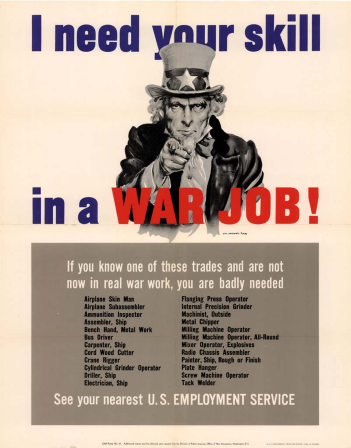 I need your skill
in a WAR JOB!
If you know one of these trades and are not
now in real war work, you are badly needed
Airplane Skin Man
Airplane Subassembler
Ammunition Inspector
Assembler, Ship
Bench Hand, Metal Work
Bus Driver
Carpenter, Ship
Cord Wood Cutter
Crane Rigger
Cylindrical Grinder Operator
Driller, Ship
Electrician, Ship
Flanging Press Operator
Internal Precision Grinder
Machinist, Outside
Metal Chipper
Milling Machine Operator
Milling Machine Operator, All-Round
Mixer Operator, Explosives
Radio Chassis Assembler
Painter, Ship, Rough or Finish
Plate Hanger
Screw Machine Operator
Tack Welder
See your nearest U.S. EMPLOYMENT SERVICE